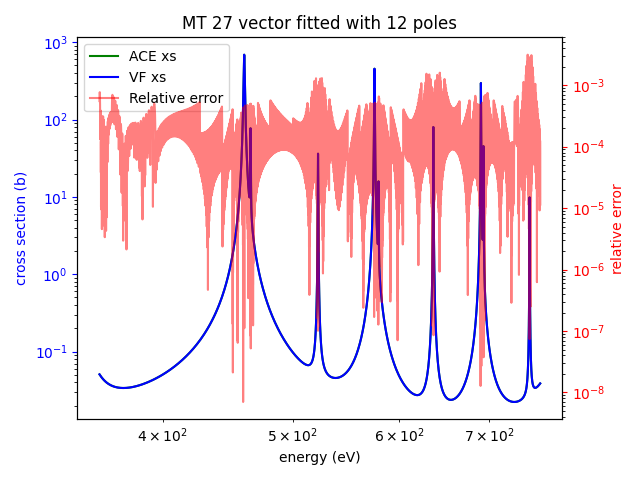 MT 27 vector fitted with 12 poles
ACE xs
VF xs
Relative error
cross section (b)
10³
10²
10¹
10⁰
10⁻¹
relative error
10⁻³
10⁻⁴
10⁻⁵
10⁻⁶
10⁻⁷
10⁻⁸
4 × 10² 5 × 10² 6 × 10² 7 × 10²
energy (eV)